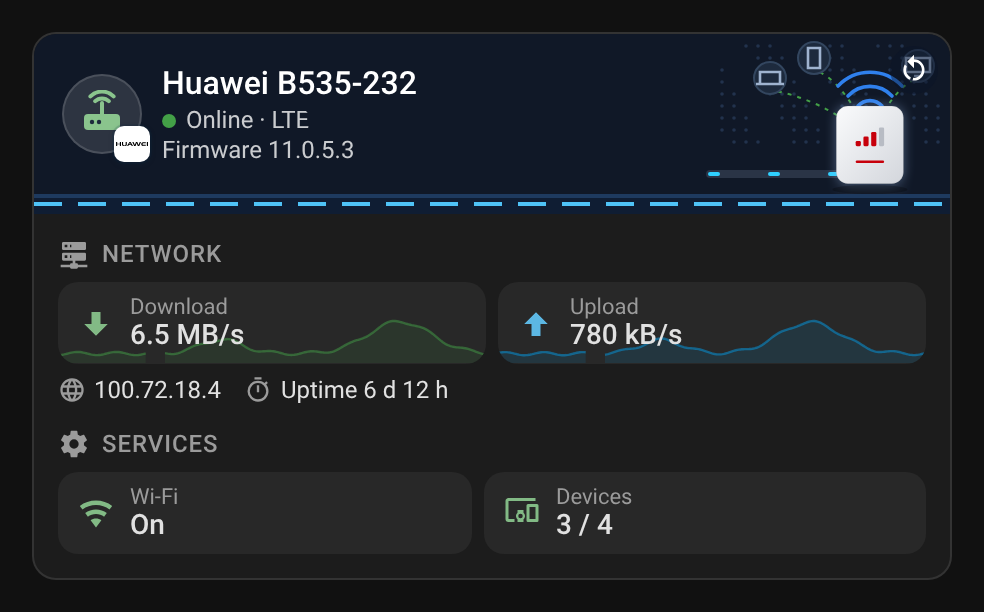 Huawei B535-232
Online · LTE
HUAWEI
Firmware 11.0.5.3
NETWORK
Download
6.5 MB/s
Upload
780 kB/s
100.72.18.4
Uptime 6 d 12 h
SERVICES
Wi-Fi
On
Devices
3 / 4